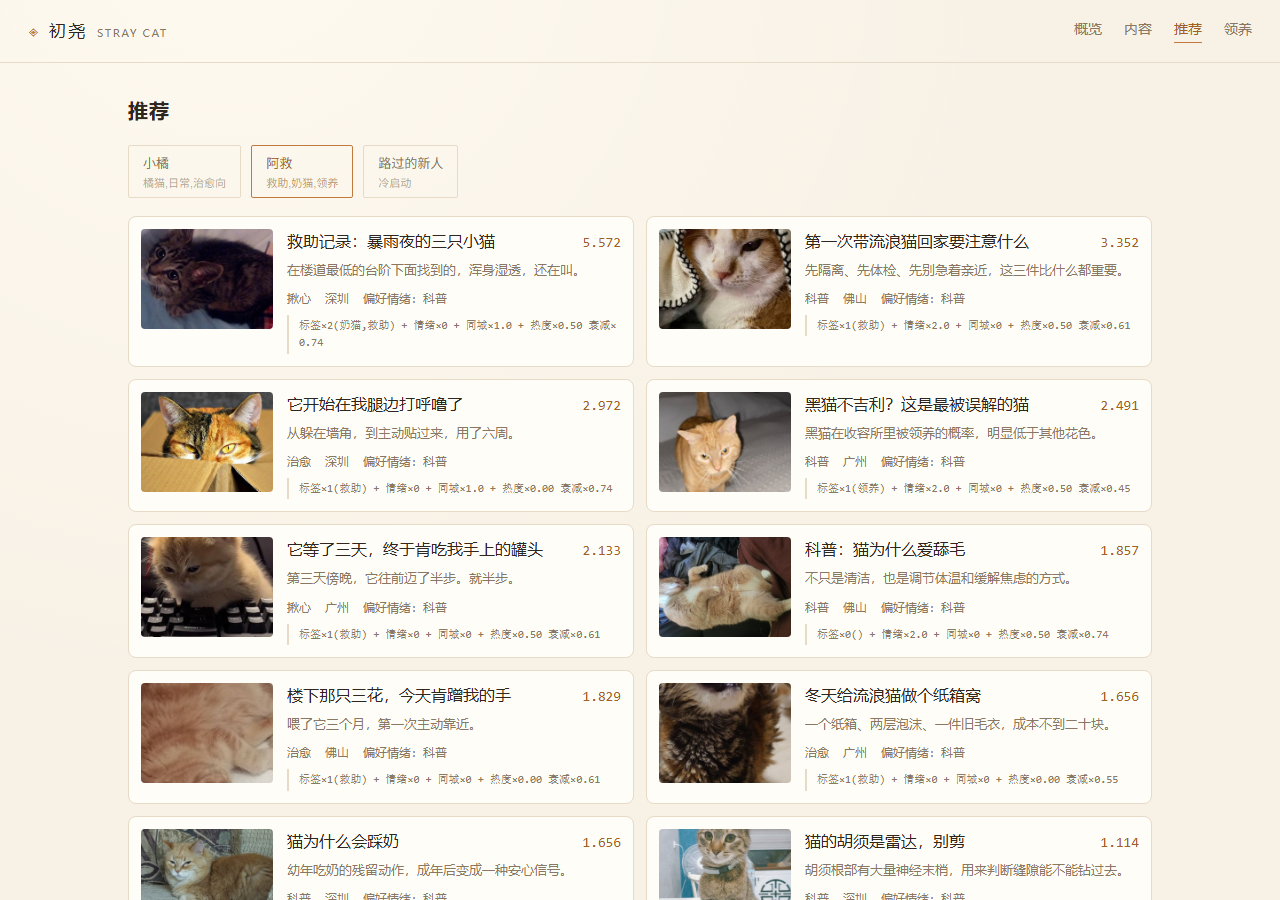 ◈ 初尧 STRAY CAT
概览 内容 推荐 领养
推荐
小橘
橘猫,日常,治愈向
阿救
救助,奶猫,领养
路过的新人
冷启动
救助记录：暴雨夜的三只小猫 5.572
在楼道最低的台阶下面找到的，浑身湿透，还在叫。
揪心 深圳 偏好情绪：科普
标签×2(奶猫,救助) + 情绪×0 + 同城×1.0 + 热度×0.50 衰减×
0.74
第一次带流浪猫回家要注意什么 3.352
先隔离、先体检、先别急着亲近，这三件比什么都重要。
科普 佛山 偏好情绪：科普
标签×1(救助) + 情绪×2.0 + 同城×0 + 热度×0.50 衰减×0.61
它开始在我腿边打呼噜了 2.972
从躲在墙角，到主动贴过来，用了六周。
治愈 深圳 偏好情绪：科普
标签×1(救助) + 情绪×0 + 同城×1.0 + 热度×0.00 衰减×0.74
黑猫不吉利？这是最被误解的猫 2.491
黑猫在收容所里被领养的概率，明显低于其他花色。
科普 广州 偏好情绪：科普
标签×1(领养) + 情绪×2.0 + 同城×0 + 热度×0.50 衰减×0.45
它等了三天，终于肯吃我手上的罐头 2.133
第三天傍晚，它往前迈了半步。就半步。
揪心 广州 偏好情绪：科普
标签×1(救助) + 情绪×0 + 同城×0 + 热度×0.50 衰减×0.61
科普：猫为什么爱舔毛 1.857
不只是清洁，也是调节体温和缓解焦虑的方式。
科普 佛山 偏好情绪：科普
标签×0() + 情绪×2.0 + 同城×0 + 热度×0.50 衰减×0.74
楼下那只三花，今天肯蹭我的手 1.829
喂了它三个月，第一次主动靠近。
治愈 佛山 偏好情绪：科普
标签×1(救助) + 情绪×0 + 同城×0 + 热度×0.00 衰减×0.61
冬天给流浪猫做个纸箱窝 1.656
一个纸箱、两层泡沫、一件旧毛衣，成本不到二十块。
治愈 广州 偏好情绪：科普
标签×1(救助) + 情绪×0 + 同城×0 + 热度×0.00 衰减×0.55
猫为什么会踩奶 1.656
幼年吃奶的残留动作，成年后变成一种安心信号。
科普 深圳 偏好情绪：科普
猫的胡须是雷达，别剪 1.114
胡须根部有大量神经末梢，用来判断缝隙能不能钻过去。
科普 深圳 偏好情绪：科普